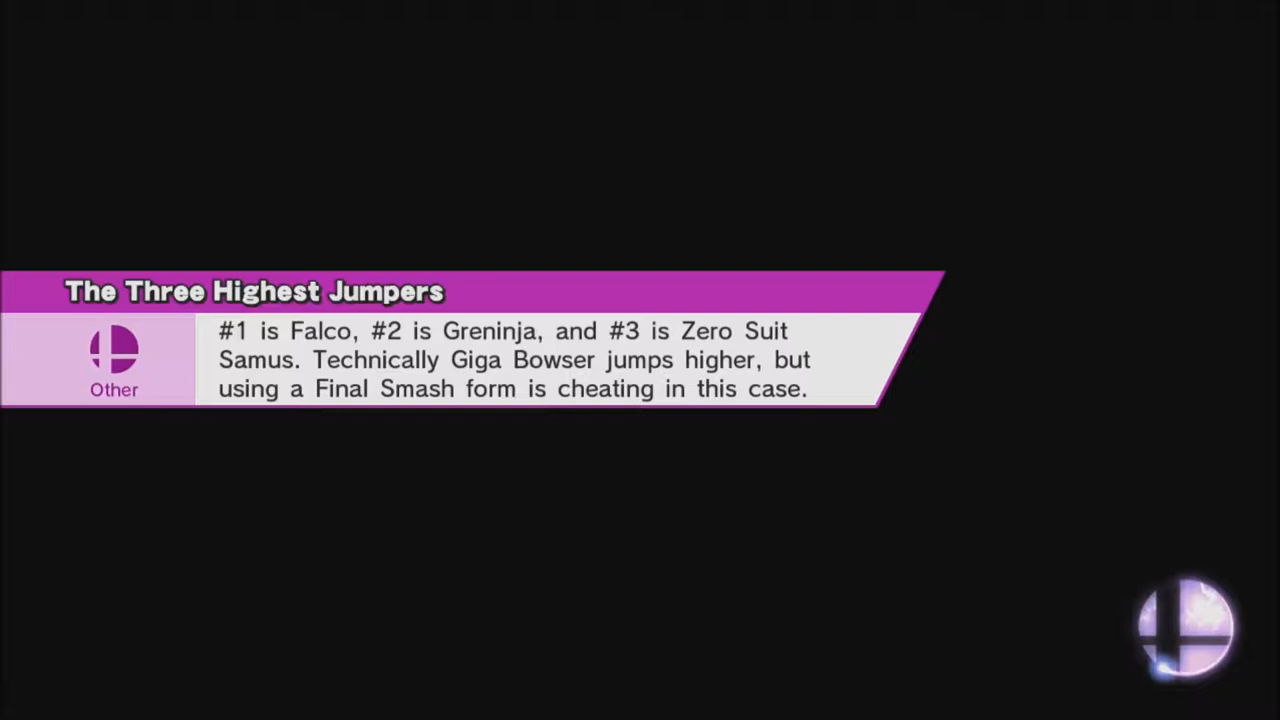 The Three Highest Jumpers
#1 is Falco, #2 is Greninja, and #3 is Zero Suit
Samus. Technically Giga Bowser jumps higher, but
using a Final Smash form is cheating in this case.
Other